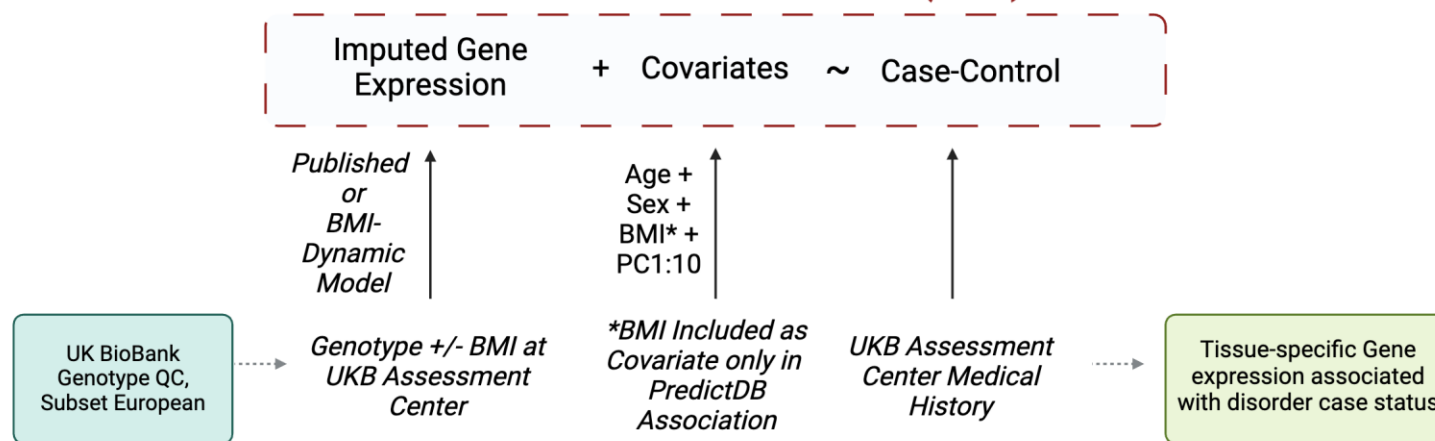 Imputed Gene
Expression
+ Covariates ~ Case-Control
Published
or
BMI-
Dynamic
Model
Age +
Sex +
BMI* +
PC1:10
UK BioBank
Genotype QC,
Subset European
Genotype +/- BMI at
UKB Assessment
Center
*BMI Included as
Covariate only in
PredictDB
Association
UKB Assessment
Center Medical
History
Tissue-specific Gene
expression associated
with disorder case status